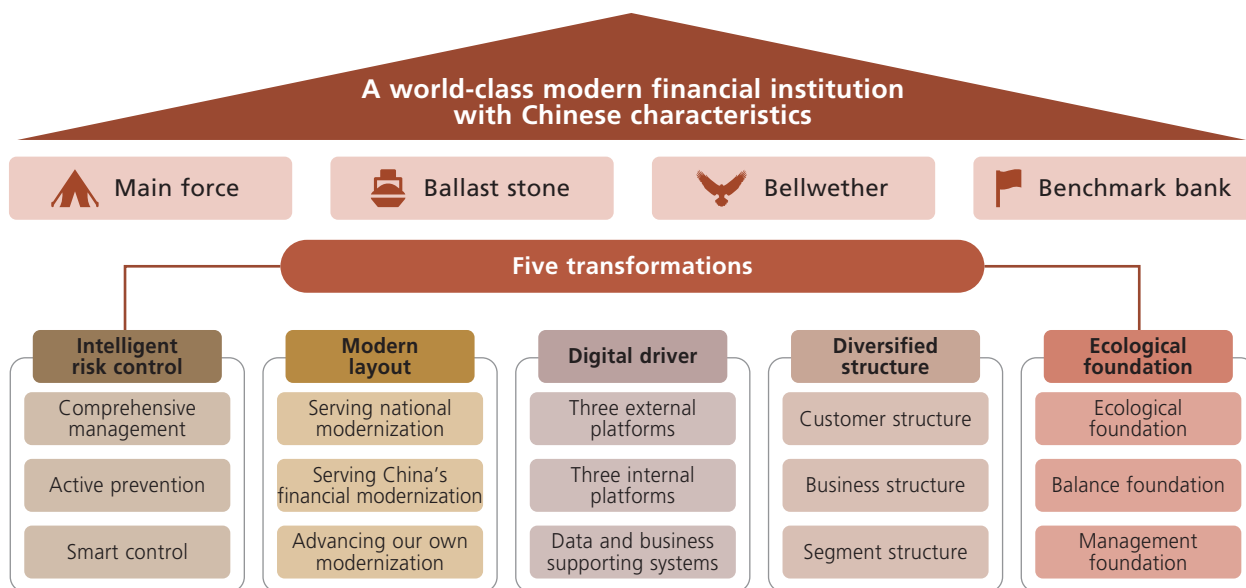 A world-class modern financial institution
with Chinese characteristics
Main force
Ballast stone
Bellwether
Benchmark bank
Five transformations
Intelligent
risk control
Comprehensive
management
Active prevention
Smart control
Modern
layout
Serving national
modernization
Serving China's
financial modernization
Advancing our own
modernization
Digital driver
Three external
platforms
Three internal
platforms
Data and business
supporting systems
Diversified
structure
Customer structure
Business structure
Segment structure
Ecological
foundation
Ecological
foundation
Balance foundation
Management
foundation